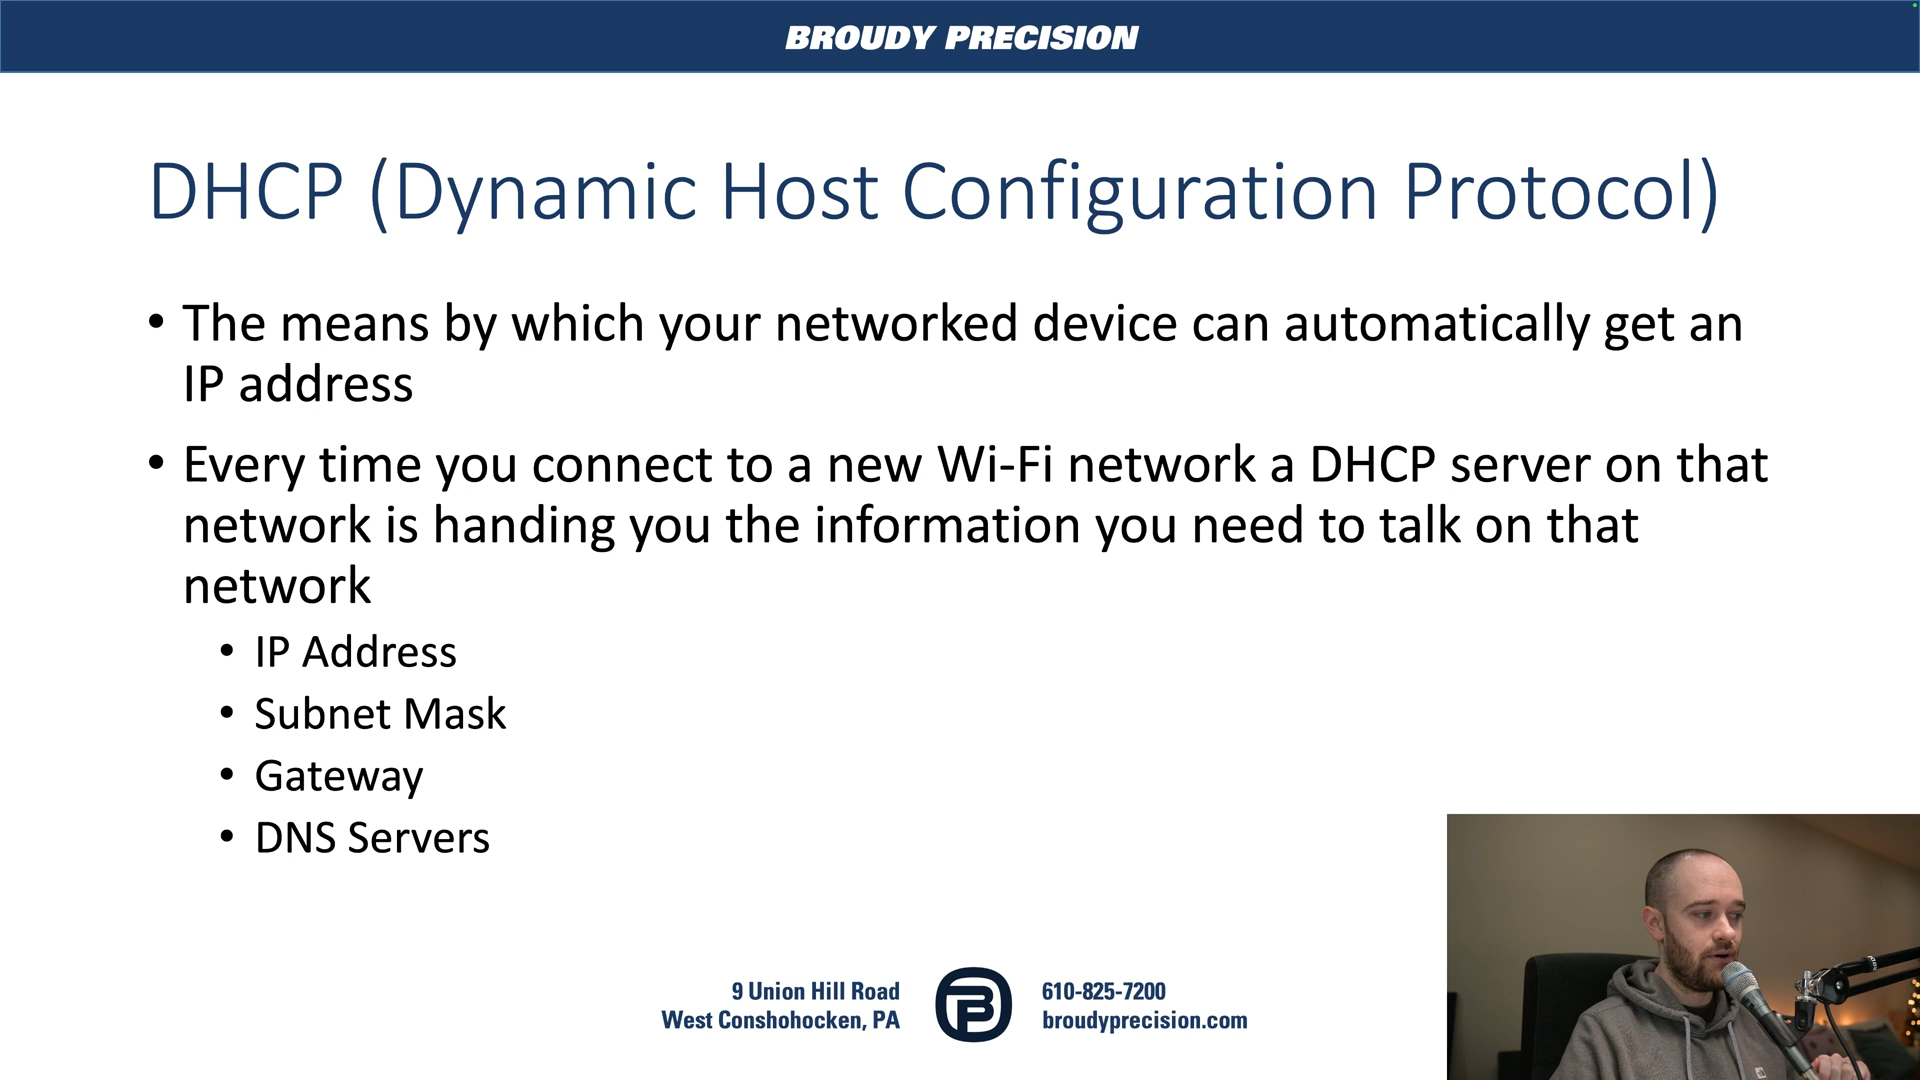 BROUDY PRECISION
DHCP (Dynamic Host Configuration Protocol)
• The means by which your networked device can automatically get an
IP address
• Every time you connect to a new Wi-Fi network a DHCP server on that
network is handing you the information you need to talk on that
network
• IP Address
• Subnet Mask
• Gateway
• DNS Servers
9 Union Hill Road
West Conshohocken, PA
610-825-7200
broudyprecision.com